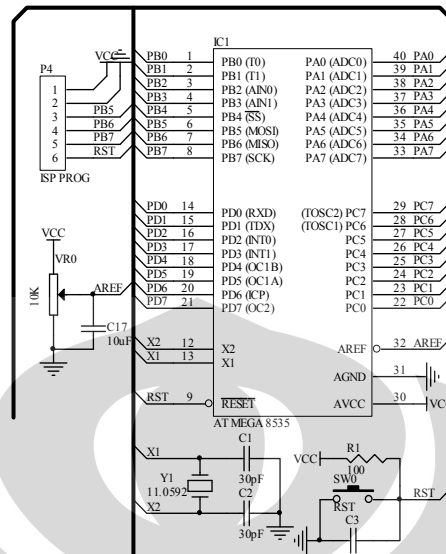 IC1
P4
VCC
1
2
3 PB5
4 PB6
5 PB7
6 RST
ISP PROG
PB0 1 PB0 (T0) PA0 (ADC0) 40 PA0
PB1 2 PB1 (T1) PA1 (ADC1) 39 PA1
PB2 3 PB2 (AIN0) PA2 (ADC2) 38 PA2
PB3 4 PB3 (AIN1) PA3 (ADC3) 37 PA3
PB4 5 PB4 (SS) PA4 (ADC4) 36 PA4
PB5 6 PB5 (MOSI) PA5 (ADC5) 35 PA5
PB6 7 PB6 (MISO) PA6 (ADC6) 34 PA6
PB7 8 PB7 (SCK) PA7 (ADC7) 33 PA7
PD0 14 PD0 (RXD) (TOSC2) PC7 29 PC7
PD1 15 PD1 (TDX) (TOSC1) PC6 28 PC6
PD2 16 PD2 (INT0) PC5 27 PC5
PD3 17 PD3 (INT1) PC4 26 PC4
PD4 18 PD4 (OC1B) PC3 25 PC3
PD5 19 PD5 (OC1A) PC2 24 PC2
PD6 20 PD6 (ICP) PC1 23 PC1
PD7 21 PD7 (OC2) PC0 22 PC0
VCC
VR0
10K
AREF
C17
10uF
X2 12 X2 AREF 32 AREF
X1 13 X1
AGND 31
RST 9 RESET AVCC 30 VCC
AT MEGA 8535
X1
Y1
11.0592
X2
C1
30pF
C2
30pF
VCC
R1
100
SW0
RST
RST
C3